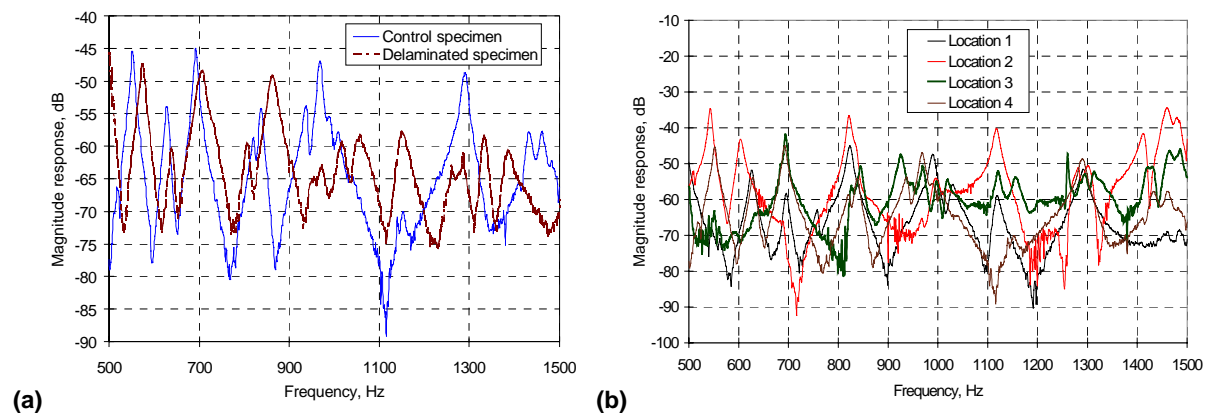 Magnitude response, dB
-40
-45
-50
-55
-60
-65
-70
-75
-80
-85
-90
Control specimen
Delaminated specimen
500 700 900 1100 1300 1500
Frequency, Hz
(a)
Magnitude response, dB
-10
-20
-30
-40
-50
-60
-70
-80
-90
-100
Location 1
Location 2
Location 3
Location 4
500 600 700 800 900 1000 1100 1200 1300 1400 1500
Frequency, Hz
(b)